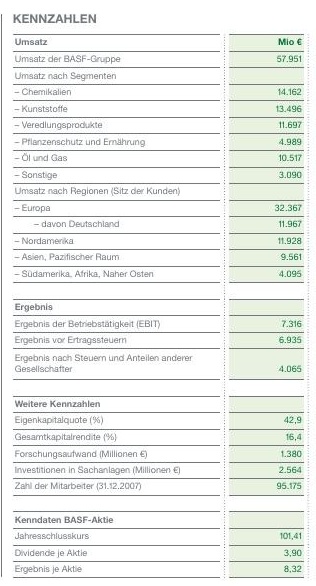 KENNZAHLEN
Umsatz Mio €
Umsatz der BASF-Gruppe 57.951
Umsatz nach Segmenten
– Chemikalien 14.162
– Kunststoffe 13.496
– Veredlungsprodukte 11.697
– Pflanzenschutz und Ernährung 4.989
– Öl und Gas 10.517
– Sonstige 3.090
Umsatz nach Regionen (Sitz der Kunden)
– Europa 32.367
– davon Deutschland 11.967
– Nordamerika 11.928
– Asien, Pazifischer Raum 9.561
– Südamerika, Afrika, Naher Osten 4.095
Ergebnis
Ergebnis der Betriebstätigkeit (EBIT) 7.316
Ergebnis vor Ertragssteuern 6.935
Ergebnis nach Steuern und Anteilen anderer
Gesellschafter 4.065
Weitere Kennzahlen
Eigenkapitalquote (%) 42,9
Gesamtkapitalrendite (%) 16,4
Forschungsaufwand (Millionen €) 1.380
Investitionen in Sachanlagen (Millionen €) 2.564
Zahl der Mitarbeiter (31.12.2007) 95.175
Kenndaten BASF-Aktie
Jahresschlusskurs 101,41
Dividende je Aktie 3,90
Ergebnis je Aktie 8,32